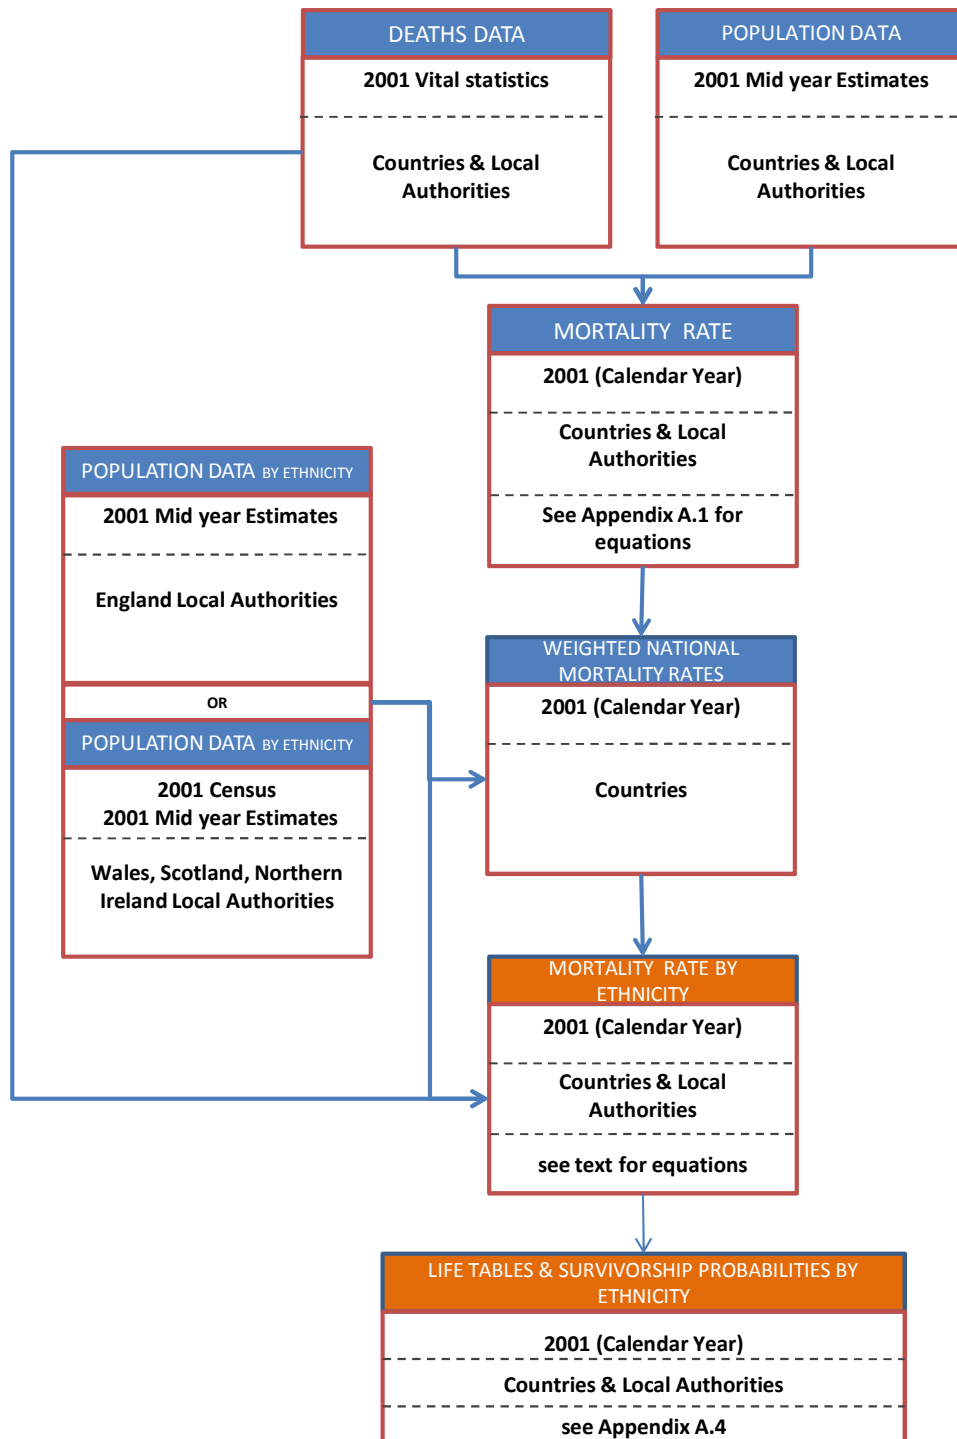 DEATHS DATA
2001 Vital statistics
Countries & Local
Authorities
POPULATION DATA
2001 Mid year Estimates
Countries & Local
Authorities
MORTALITY RATE
2001 (Calendar Year)
Countries & Local
Authorities
See Appendix A.1 for
equations
POPULATION DATA BY ETHNICITY
2001 Mid year Estimates
England Local Authorities
OR
POPULATION DATA BY ETHNICITY
2001 Census
2001 Mid year Estimates
Wales, Scotland, Northern
Ireland Local Authorities
WEIGHTED NATIONAL
MORTALITY RATES
2001 (Calendar Year)
Countries
MORTALITY RATE BY
ETHNICITY
2001 (Calendar Year)
Countries & Local
Authorities
see text for equations
LIFE TABLES & SURVIVORSHIP PROBABILITIES BY
ETHNICITY
2001 (Calendar Year)
Countries & Local Authorities
see Appendix A.4